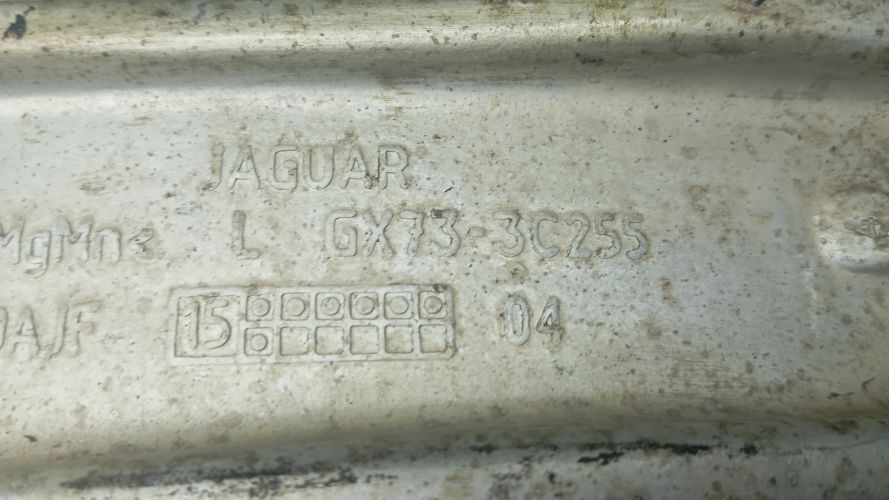 JAGUAR
MgMn< L GX73-3C255
A/F 15 04